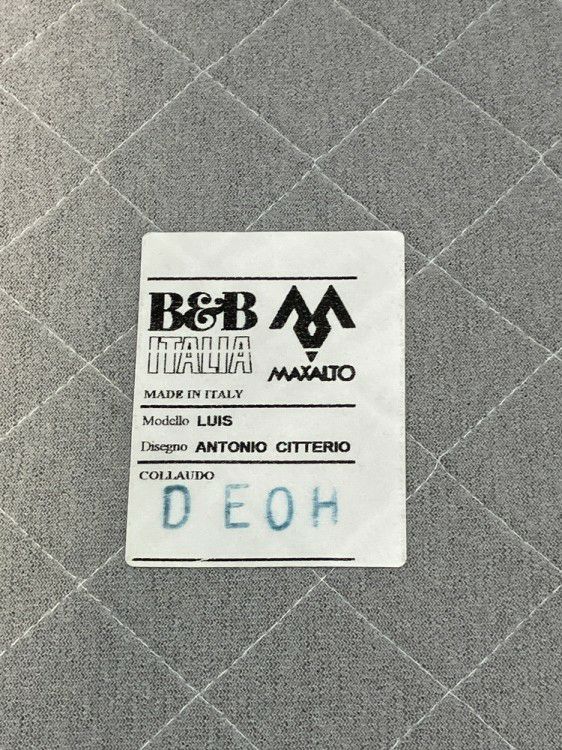 B&B
ITALIA
MAXALTO
MADE IN ITALY
Modello LUIS
Disegno ANTONIO CITTERIO
COLLAUDO
D EOH